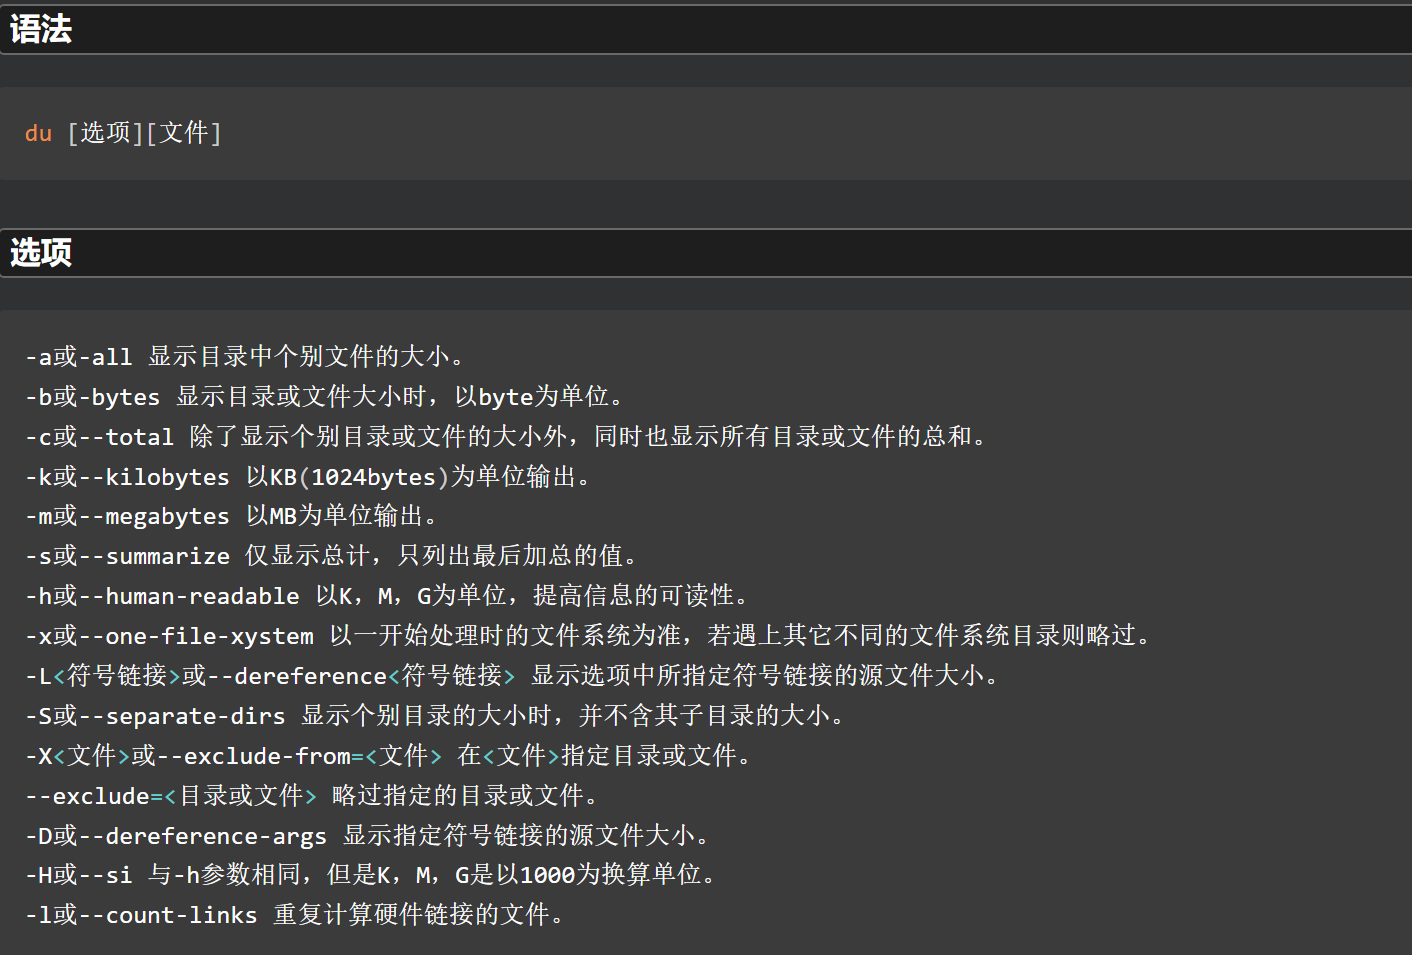 语法
du [选项][文件]
选项
-a或-all 显示目录中个别文件的大小。
-b或-bytes 显示目录或文件大小时，以byte为单位。
-c或--total 除了显示个别目录或文件的大小外，同时也显示所有目录或文件的总和。
-k或--kilobytes 以KB(1024bytes)为单位输出。
-m或--megabytes 以MB为单位输出。
-s或--summarize 仅显示总计，只列出最后加总的值。
-h或--human-readable 以K，M，G为单位，提高信息的可读性。
-x或--one-file-xystem 以一开始处理时的文件系统为准，若遇上其它不同的文件系统目录则略过。
-L<符号链接>或--dereference<符号链接> 显示选项中所指定符号链接的源文件大小。
-S或--separate-dirs 显示个别目录的大小时，并不含其子目录的大小。
-X<文件>或--exclude-from=<文件> 在<文件>指定目录或文件。
--exclude=<目录或文件> 略过指定的目录或文件。
-D或--dereference-args 显示指定符号链接的源文件大小。
-H或--si 与-h参数相同，但是K，M，G是以1000为换算单位。
-l或--count-links 重复计算硬件链接的文件。